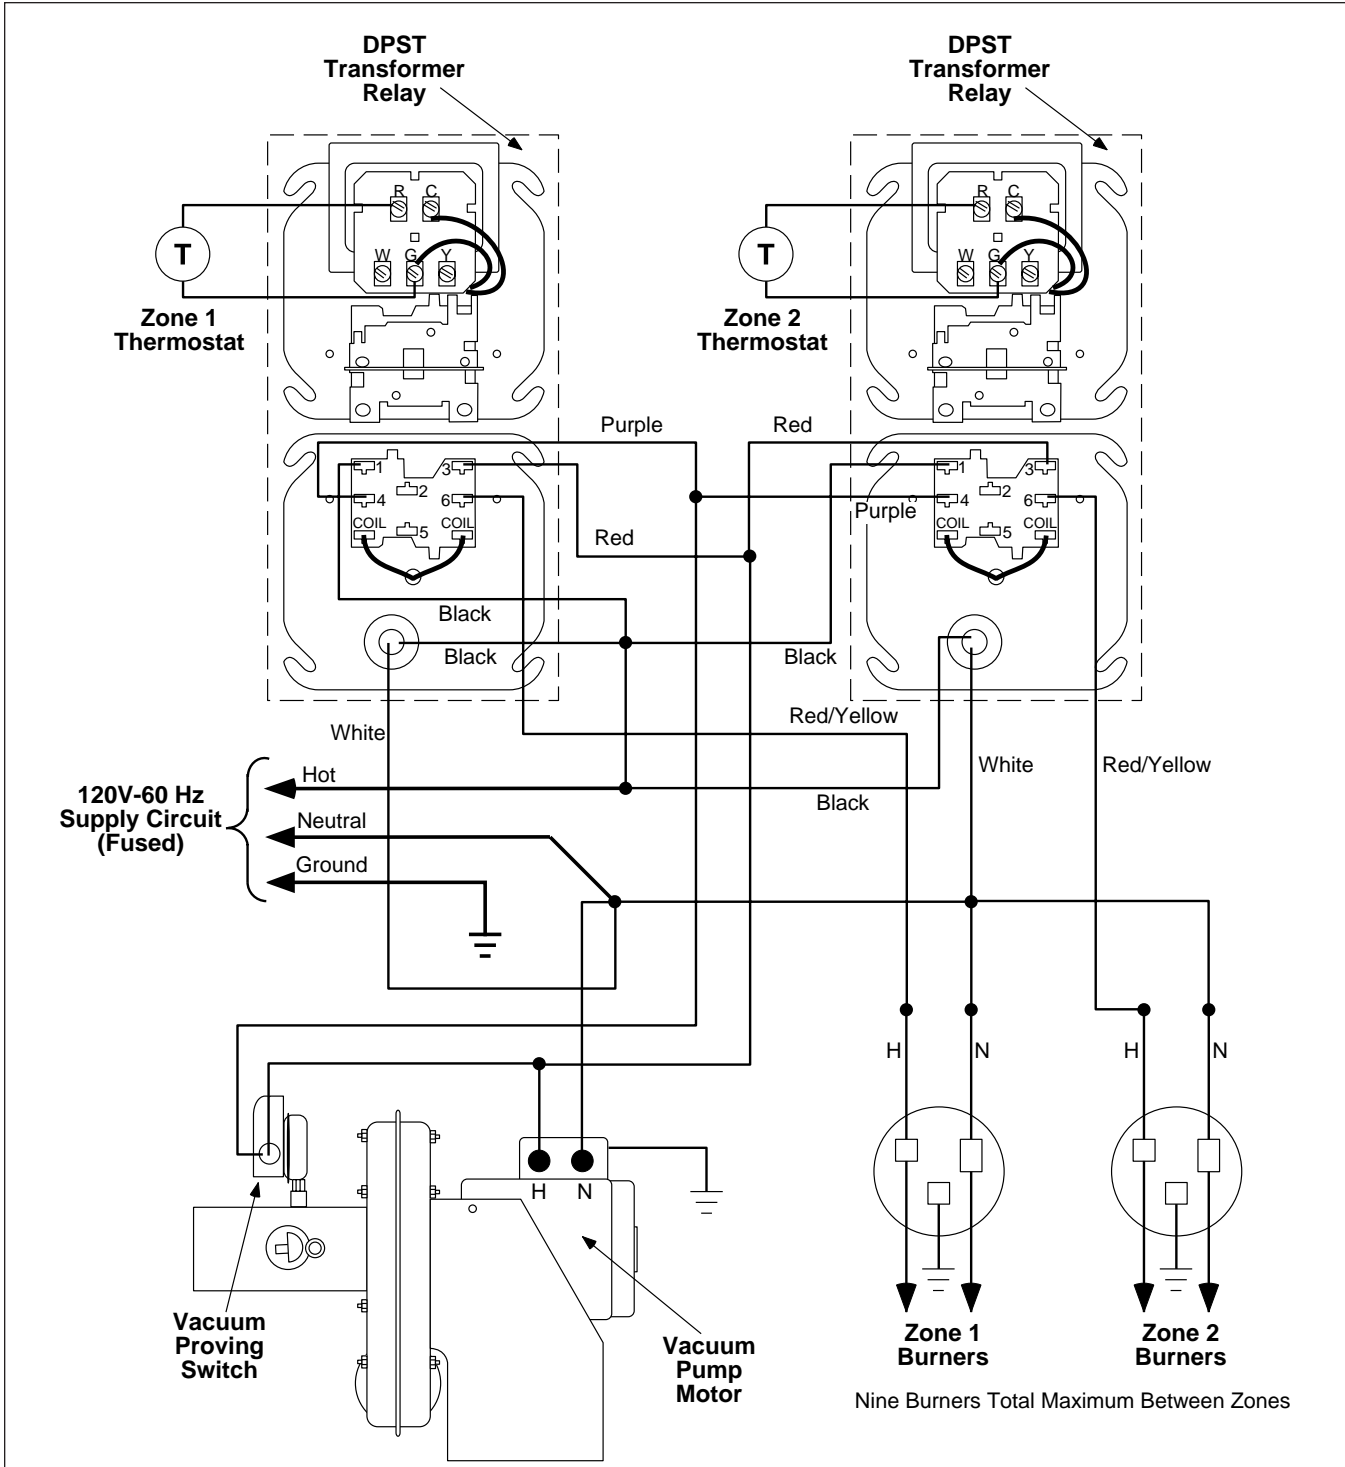 DPST
Transformer
Relay
DPST
Transformer
Relay
R C
W G Y
T
Zone 1
Thermostat
R C
W G Y
T
Zone 2
Thermostat
Purple
Red
1 3
2
4 6
COIL COIL
5
Red
Black
Black
1 3
2
4 6
Purple
COIL COIL
5
Black
White
Red/Yellow
White
Red/Yellow
Black
120V-60 Hz
Supply Circuit
(Fused)
Hot
Neutral
Ground
H N
H N
H N
Vacuum
Proving
Switch
Vacuum
Pump
Motor
Zone 1
Burners
Zone 2
Burners
Nine Burners Total Maximum Between Zones